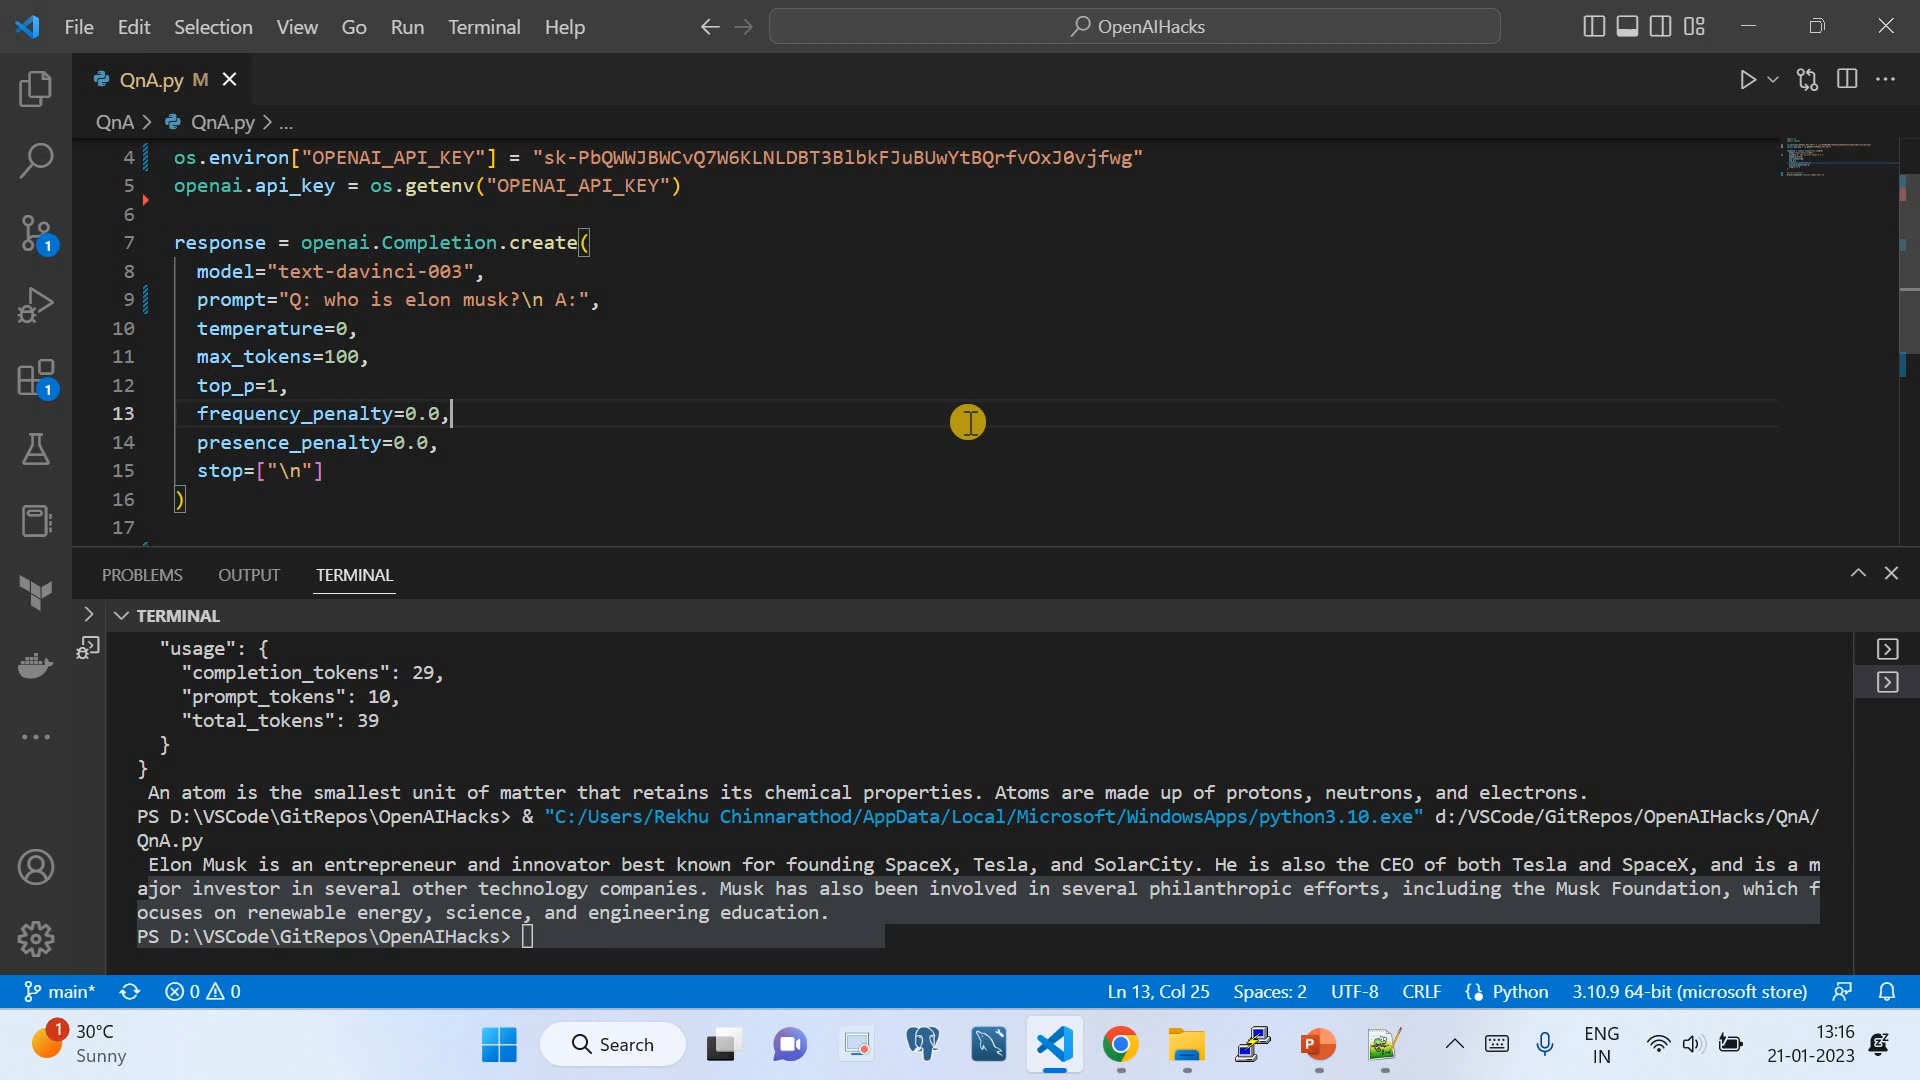 File Edit Selection View Go Run Terminal Help
OpenAIHacks
QnA.py M
QnA > QnA.py > ...
4 os.environ["OPENAI_API_KEY"] = "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"
5 openai.api_key = os.getenv("OPENAI_API_KEY")
6
7 response = openai.Completion.create(
8 model="text-davinci-003",
9 prompt="Q: who is elon musk?\n A:",
10 temperature=0,
11 max_tokens=100,
12 top_p=1,
13 frequency_penalty=0.0,
14 presence_penalty=0.0,
15 stop=["\n"]
16 )
17
1
1
PROBLEMS OUTPUT TERMINAL
TERMINAL
"usage": {
"completion_tokens": 29,
"prompt_tokens": 10,
"total_tokens": 39
}
}
An atom is the smallest unit of matter that retains its chemical properties. Atoms are made up of protons, neutrons, and electrons.
PS D:\VSCode\GitRepos\OpenAIHacks> & "C:/Users/Rekhu Chinnarathod/AppData/Local/Microsoft/WindowsApps/python3.10.exe" d:/VSCode/GitRepos/OpenAIHacks/QnA/
QnA.py
Elon Musk is an entrepreneur and innovator best known for founding SpaceX, Tesla, and SolarCity. He is also the CEO of both Tesla and SpaceX, and is a m
ajor investor in several other technology companies. Musk has also been involved in several philanthropic efforts, including the Musk Foundation, which f
ocuses on renewable energy, science, and engineering education.
PS D:\VSCode\GitRepos\OpenAIHacks>
main* 0 0 Ln 13, Col 25 Spaces: 2 UTF-8 CRLF Python 3.10.9 64-bit (microsoft store)
1 30°C
Sunny
Search
ENG
IN
13:16
21-01-2023